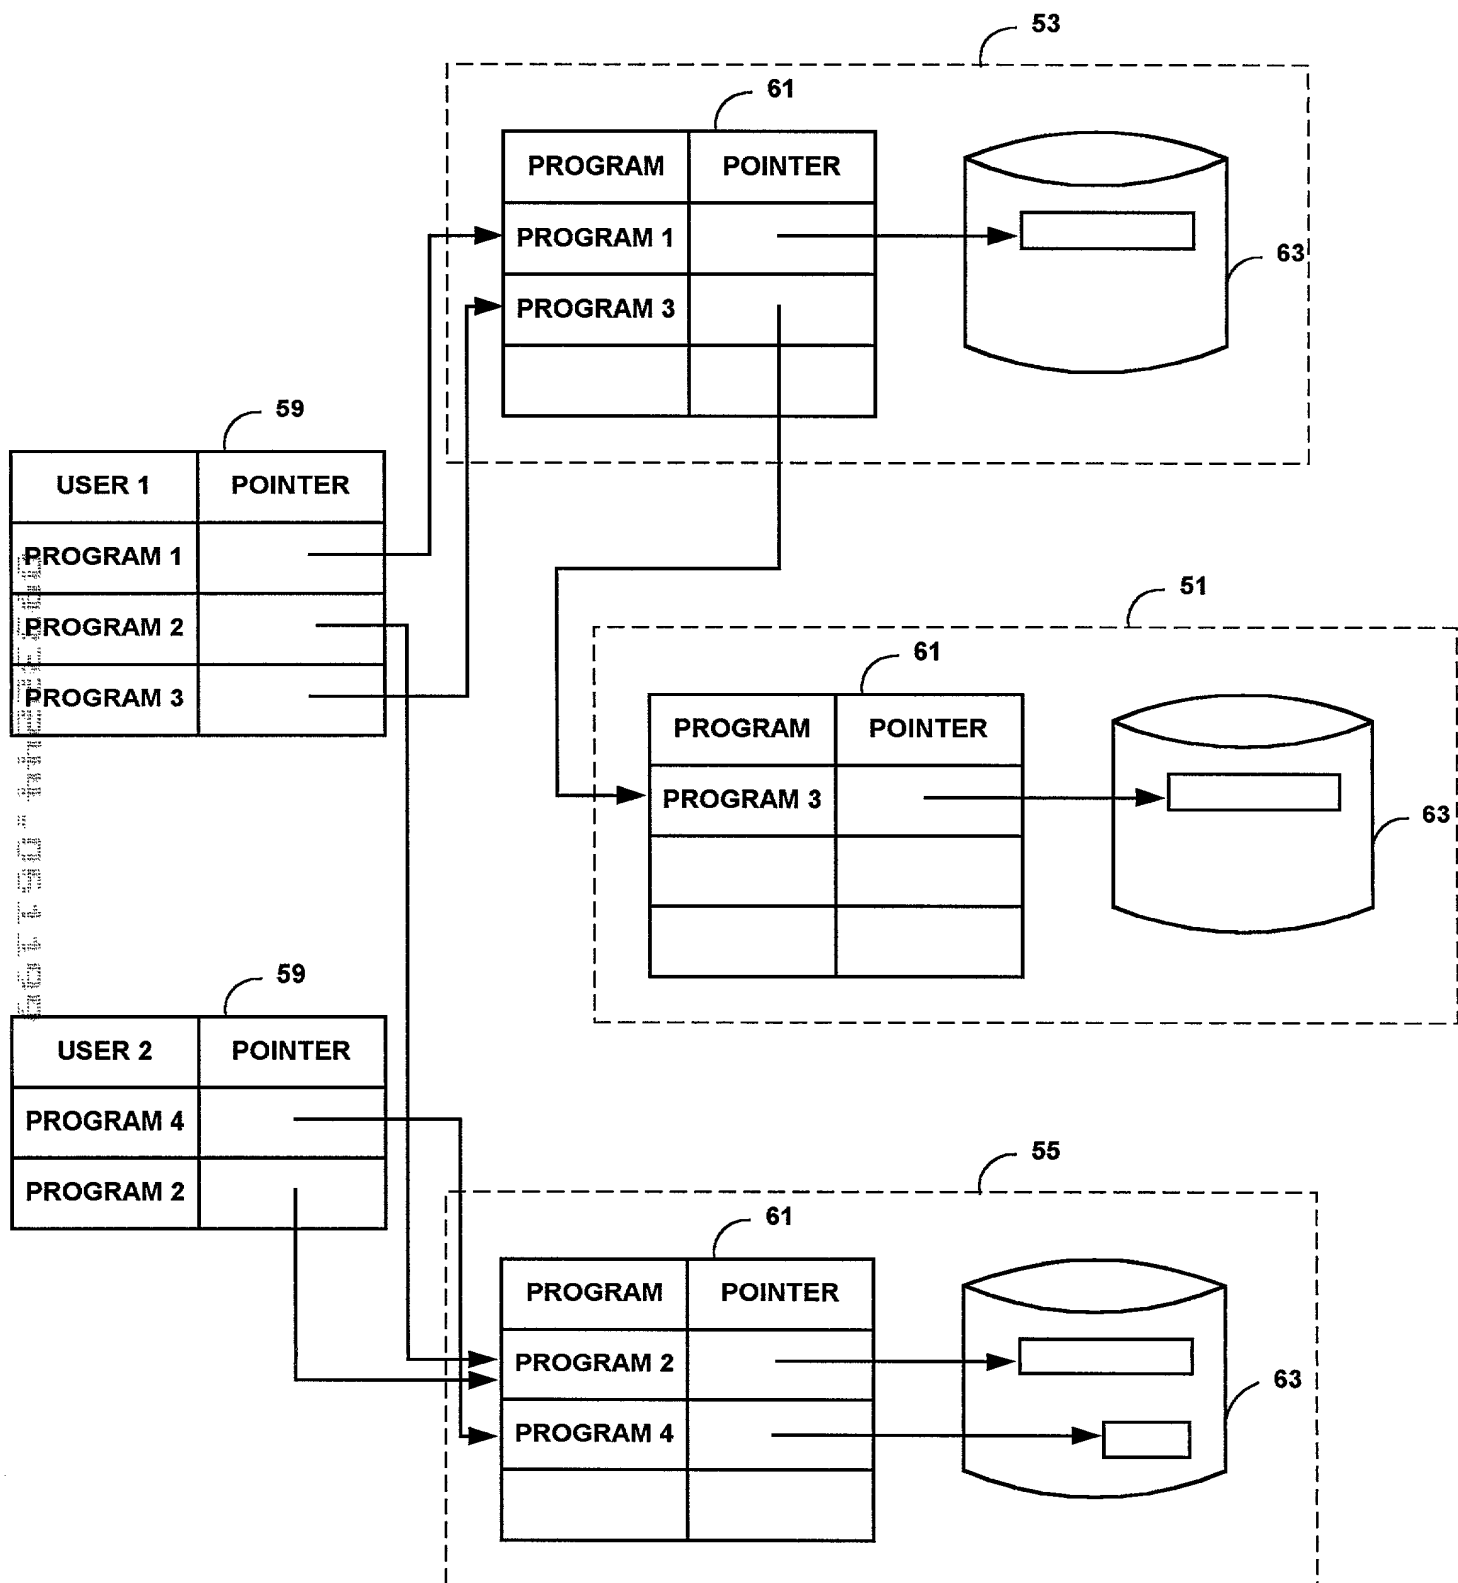 53
61
PROGRAM POINTER
PROGRAM 1
63
PROGRAM 3
59
USER 1 POINTER
PROGRAM 1
PROGRAM 2
PROGRAM 3
51
61
PROGRAM POINTER
PROGRAM 3
63
59
USER 2 POINTER
PROGRAM 4
PROGRAM 2
55
61
PROGRAM POINTER
PROGRAM 2
63
PROGRAM 4